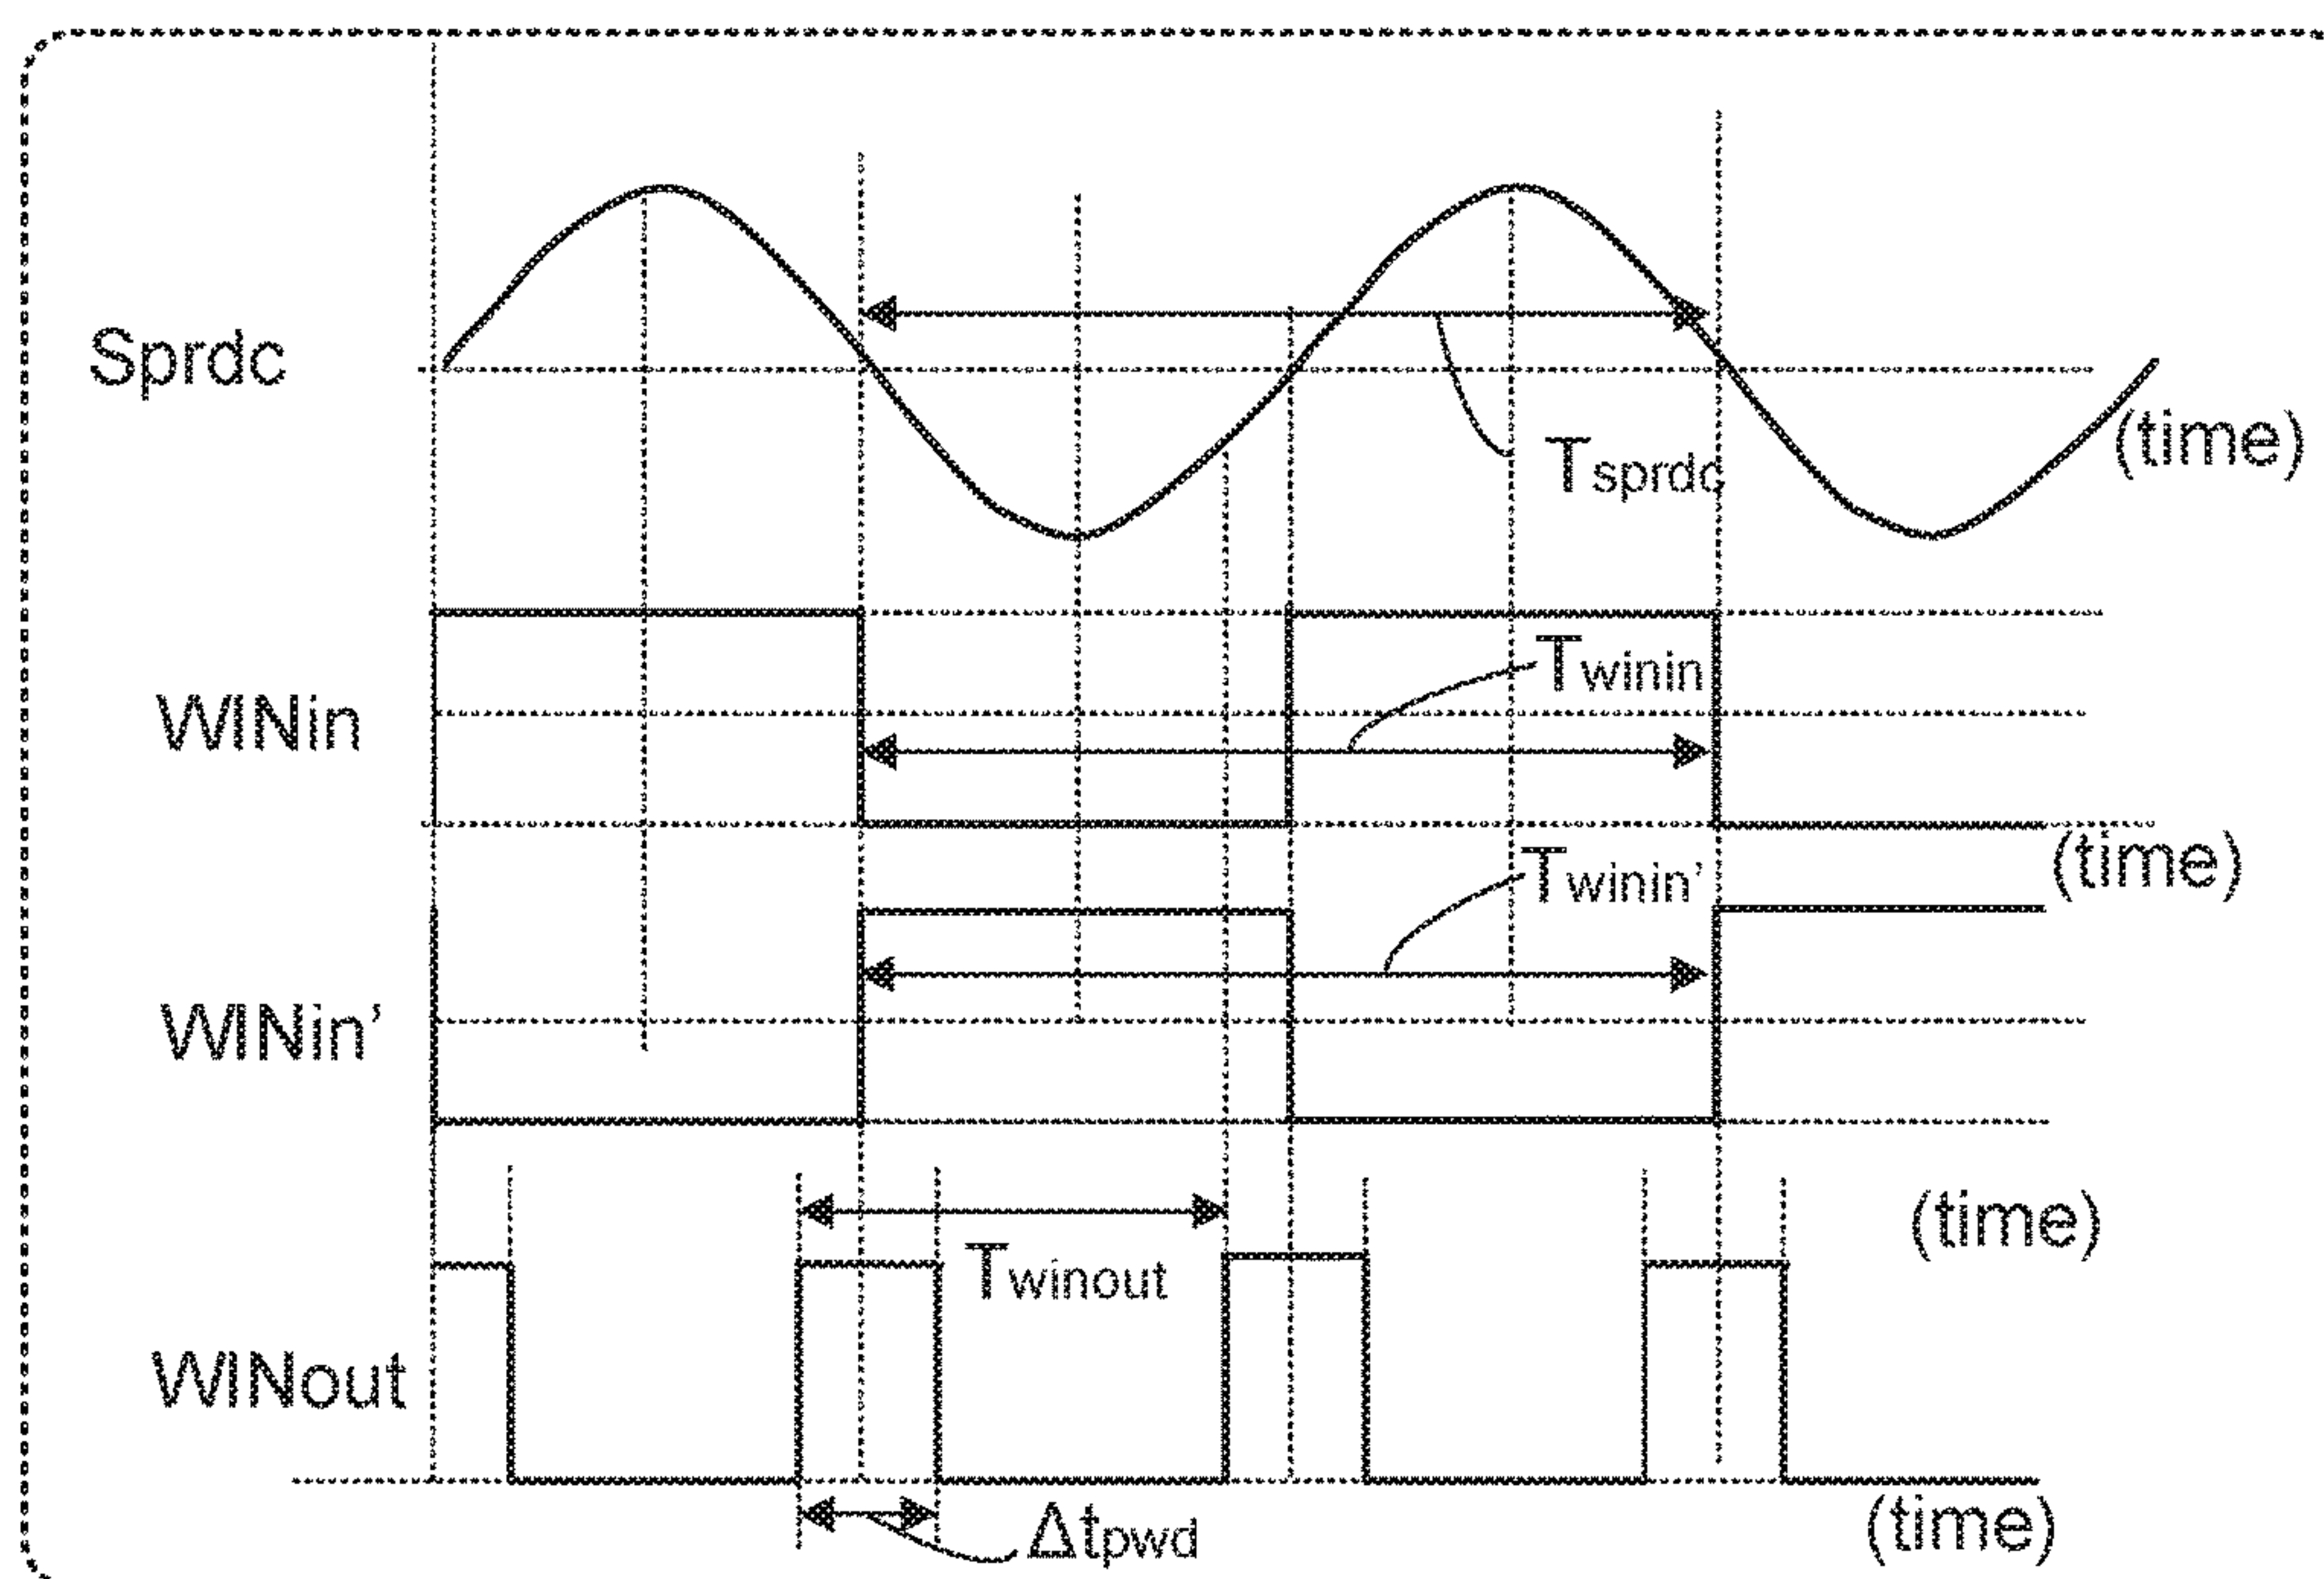 Sprdc
(time)
Tsprdc
WINin
Twinin
(time)
Twinin’
WINin’
(time)
Twinout
WINout
(time)
Δtpwd